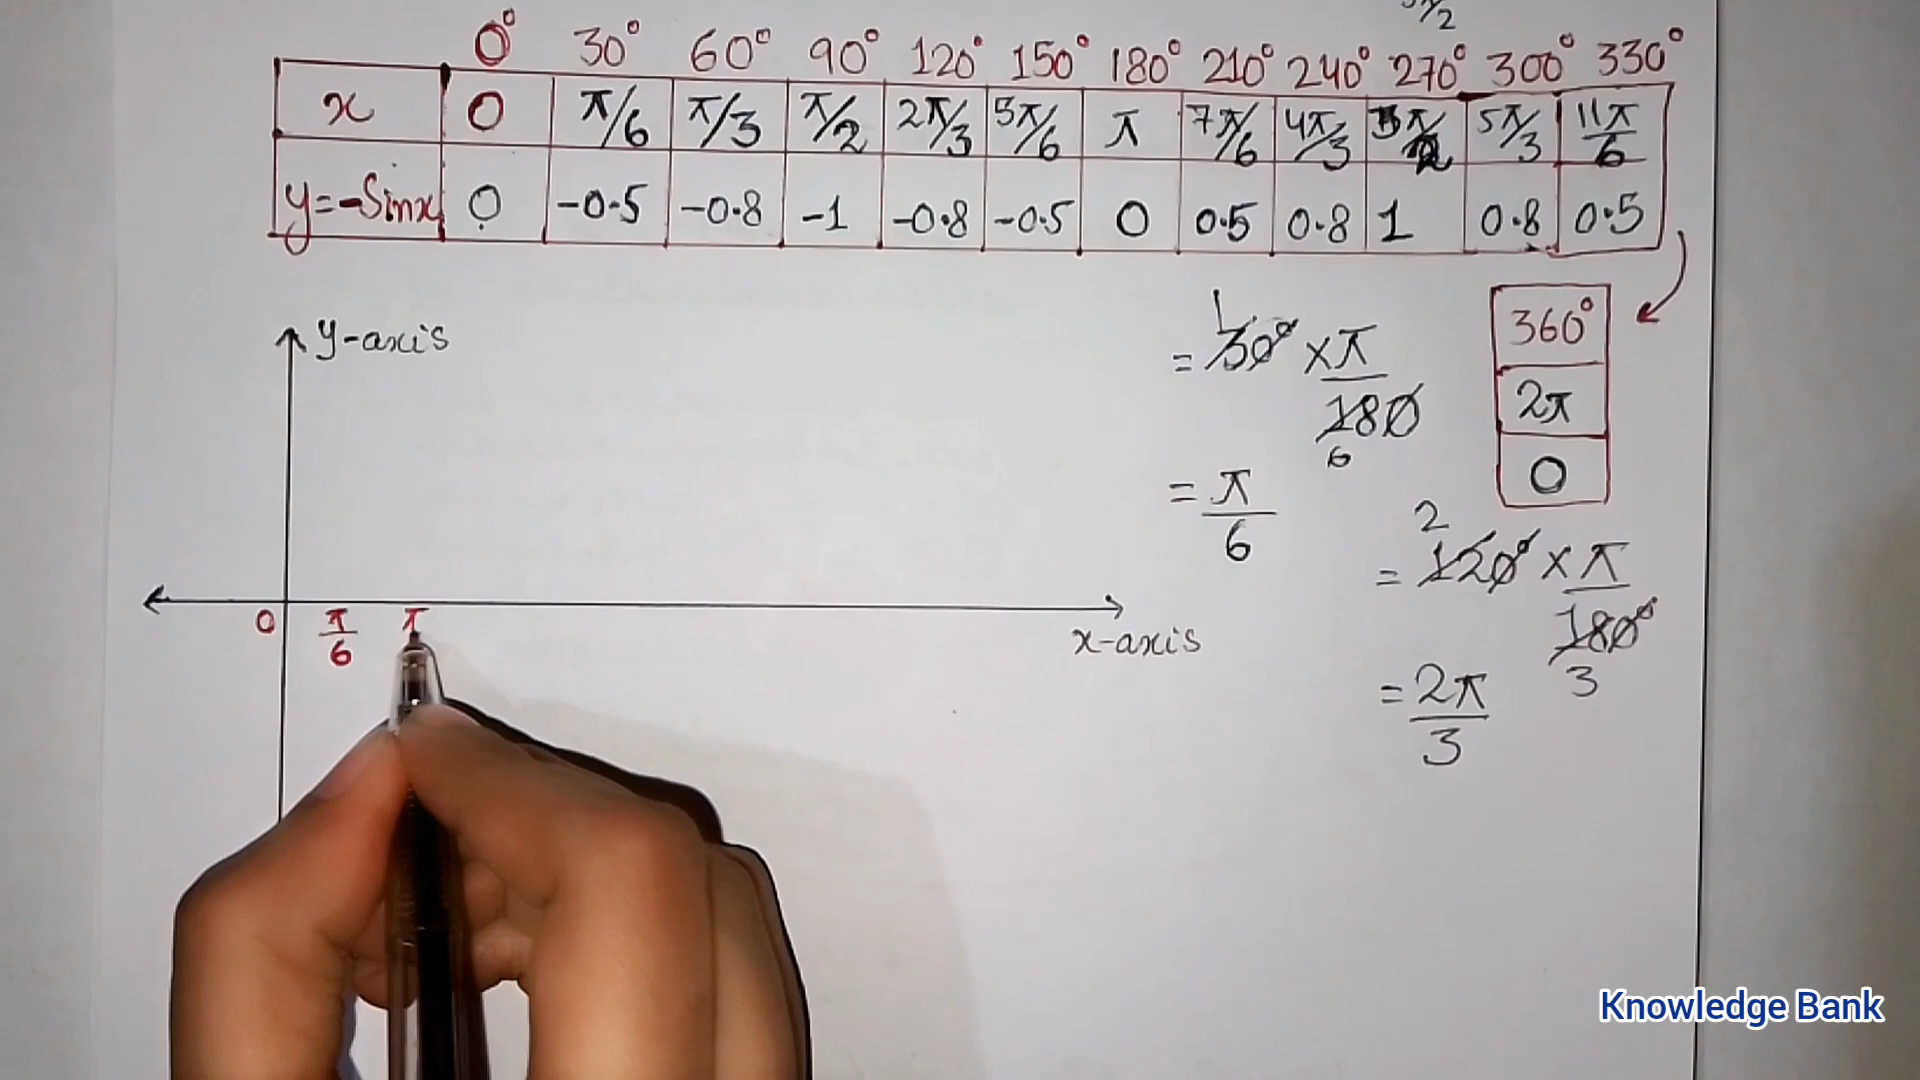 0° 30° 60° 90° 120° 150° 180° 210° 240° 270° 300° 330°
x 0 π/6 π/3 π/2 2π/3 5π/6 π 7π/6 4π/3 3π/2 5π/3 11π/6
y=-Sinx 0 -0.5 -0.8 -1 -0.8 -0.5 0 0.5 0.8 1 0.8 0.5
360°
2π
0
y-axis
0 π/6 π
x-axis
1
= 30° × π/180
6
= π/6
2
= 120° × π/180°
3
= 2π/3
Knowledge Bank